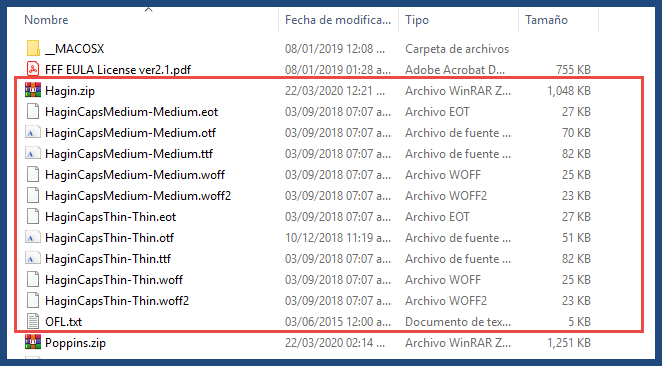 Nombre Fecha de modifica... Tipo Tamaño
__MACOSX 08/01/2019 12:08 ... Carpeta de archivos
FFF EULA License ver2.1.pdf 08/01/2019 01:28 a... Adobe Acrobat D... 755 KB
Hagin.zip 22/03/2020 12:21 ... Archivo WinRAR Z... 1,048 KB
HaginCapsMedium-Medium.eot 03/09/2018 07:07 a... Archivo EOT 27 KB
HaginCapsMedium-Medium.otf 03/09/2018 07:07 a... Archivo de fuente ... 70 KB
HaginCapsMedium-Medium.ttf 03/09/2018 07:07 a... Archivo de fuente ... 82 KB
HaginCapsMedium-Medium.woff 03/09/2018 07:07 a... Archivo WOFF 25 KB
HaginCapsMedium-Medium.woff2 03/09/2018 07:07 a... Archivo WOFF2 23 KB
HaginCapsThin-Thin.eot 03/09/2018 07:07 a... Archivo EOT 27 KB
HaginCapsThin-Thin.otf 10/12/2018 11:19 a... Archivo de fuente ... 51 KB
HaginCapsThin-Thin.ttf 03/09/2018 07:07 a... Archivo de fuente ... 82 KB
HaginCapsThin-Thin.woff 03/09/2018 07:07 a... Archivo WOFF 25 KB
HaginCapsThin-Thin.woff2 03/09/2018 07:07 a... Archivo WOFF2 23 KB
OFL.txt 03/06/2015 12:00 a... Documento de tex... 5 KB
Poppins.zip 22/03/2020 02:14 ... Archivo WinRAR Z... 1,251 KB